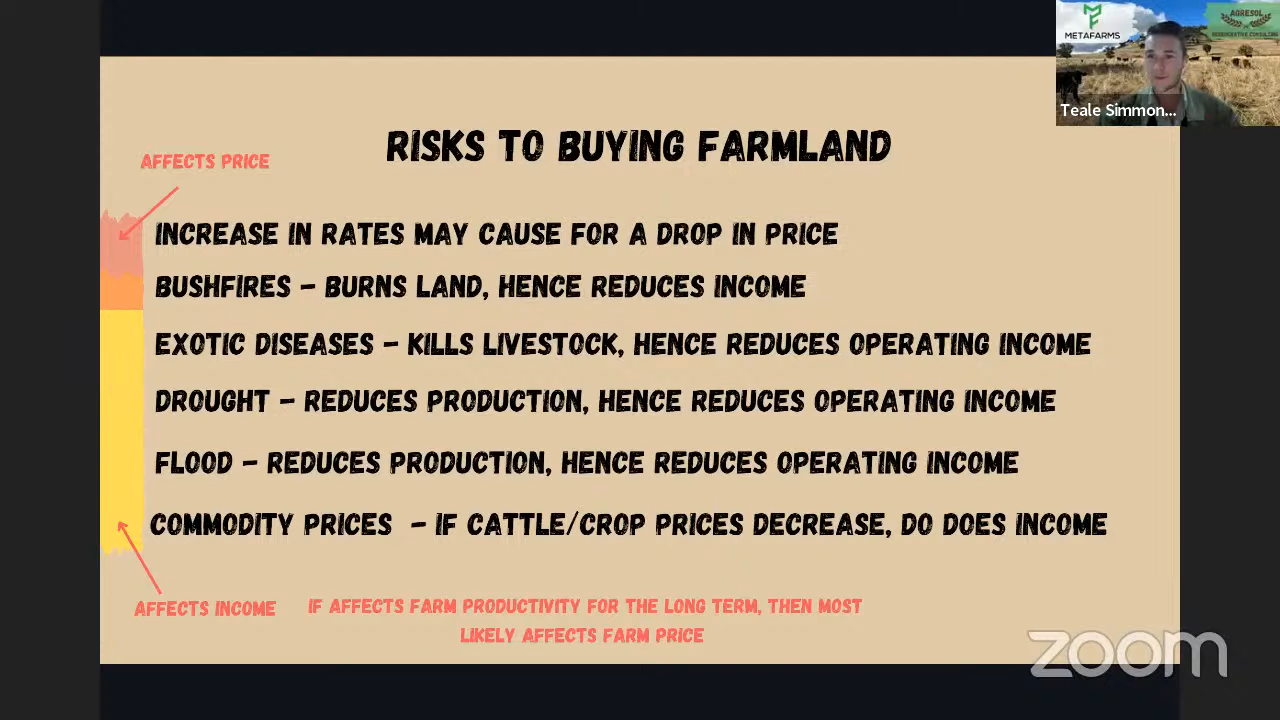 METAFARMS
AGRESOL
REGENERATIVE CONSULTING
Teale Simmon...
RISKS TO BUYING FARMLAND
AFFECTS PRICE
INCREASE IN RATES MAY CAUSE FOR A DROP IN PRICE
BUSHFIRES – BURNS LAND, HENCE REDUCES INCOME
EXOTIC DISEASES – KILLS LIVESTOCK, HENCE REDUCES OPERATING INCOME
DROUGHT – REDUCES PRODUCTION, HENCE REDUCES OPERATING INCOME
FLOOD – REDUCES PRODUCTION, HENCE REDUCES OPERATING INCOME
COMMODITY PRICES – IF CATTLE/CROP PRICES DECREASE, DO DOES INCOME
AFFECTS INCOME
IF AFFECTS FARM PRODUCTIVITY FOR THE LONG TERM, THEN MOST
LIKELY AFFECTS FARM PRICE
zoom